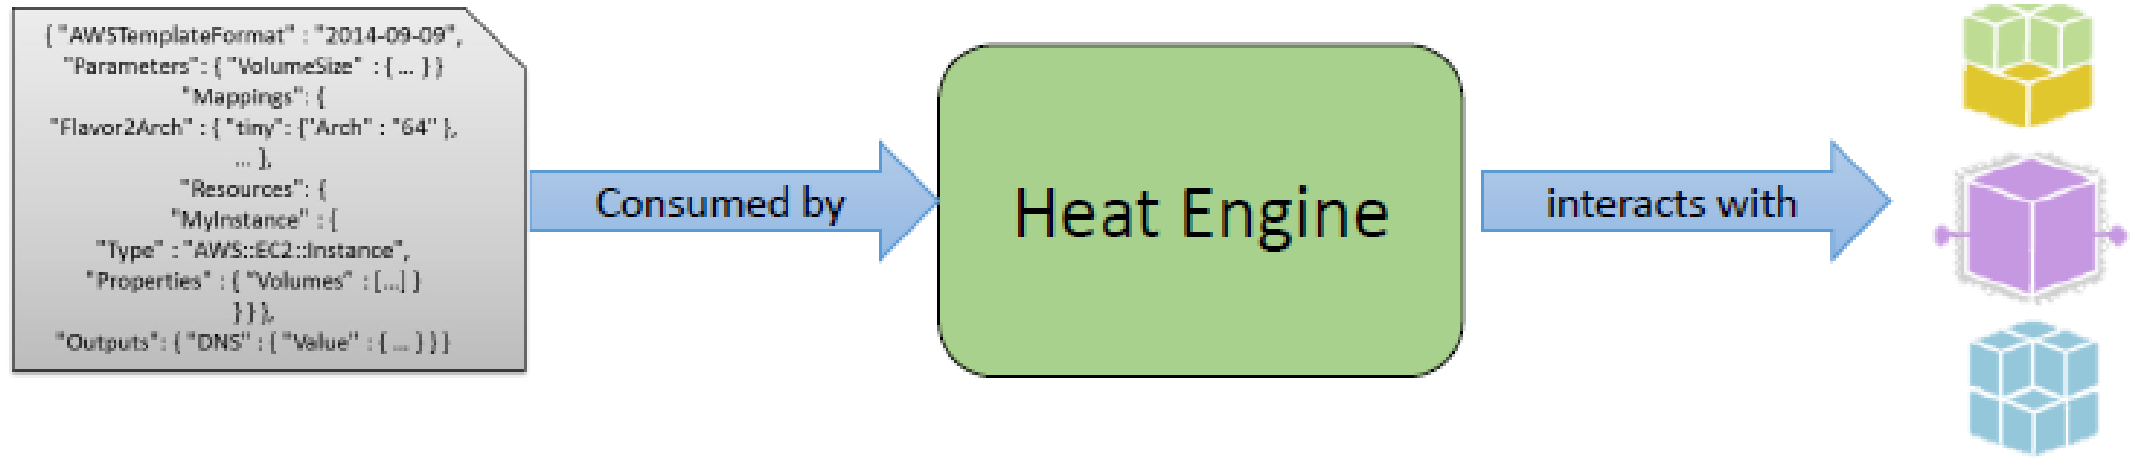 { "AWSTemplateFormat" : "2014-09-09",
"Parameters": { "VolumeSize" : { ... } }
"Mappings": {
"Flavor2Arch" : { "tiny": {"Arch" : "64" },
... },
"Resources": {
"MyInstance" : {
"Type" : "AWS::EC2::Instance",
"Properties" : { "Volumes" : [...] }
} } },
"Outputs": { "DNS" : { "Value" : { ... } } }
Consumed by
Heat Engine
interacts with